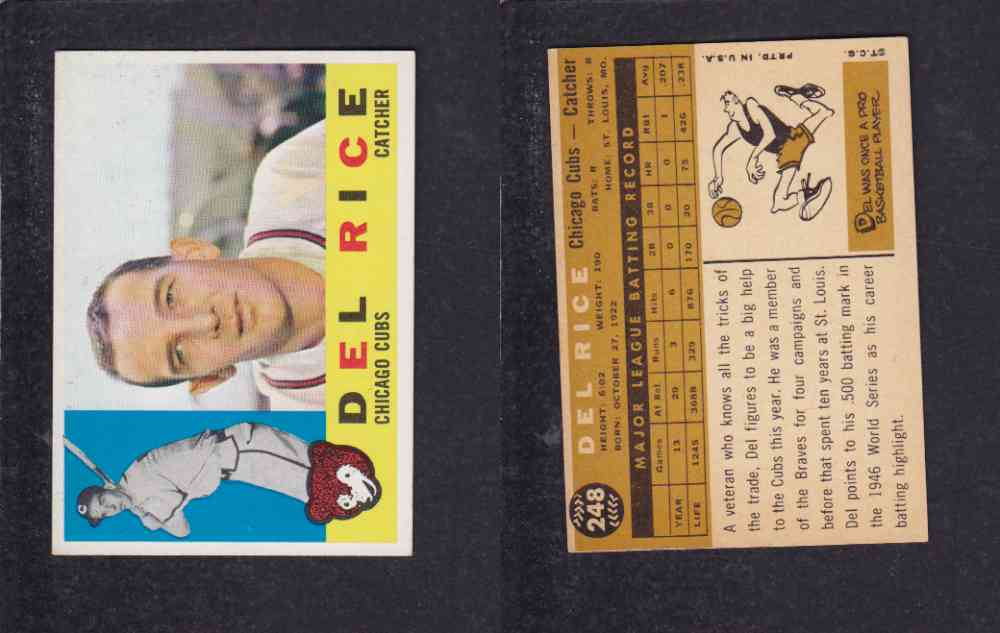 DEL RICE
CHICAGO CUBS CATCHER
C
248
DEL RICE Chicago Cubs — Catcher
HEIGHT: 6:02 WEIGHT: 190 BATS: R THROWS: R
BORN: OCTOBER 27, 1922 HOME: ST. LOUIS, MO.
MAJOR LEAGUE BATTING RECORD
Games At Bat Runs Hits 2B 3B HR RBI Avg
YEAR 13 29 3 6 0 0 0 1 .207
LIFE 1245 3688 329 876 170 20 75 426 .238
A veteran who knows all the tricks of
the trade, Del figures to be a big help
to the Cubs this year. He was a member
of the Braves for four campaigns and
before that spent ten years at St. Louis.
Del points to his .500 batting mark in
the 1946 World Series as his career
batting highlight.
DEL WAS ONCE A PRO
BASKETBALL PLAYER.
©T.C.G. PRTD. IN U.S.A.